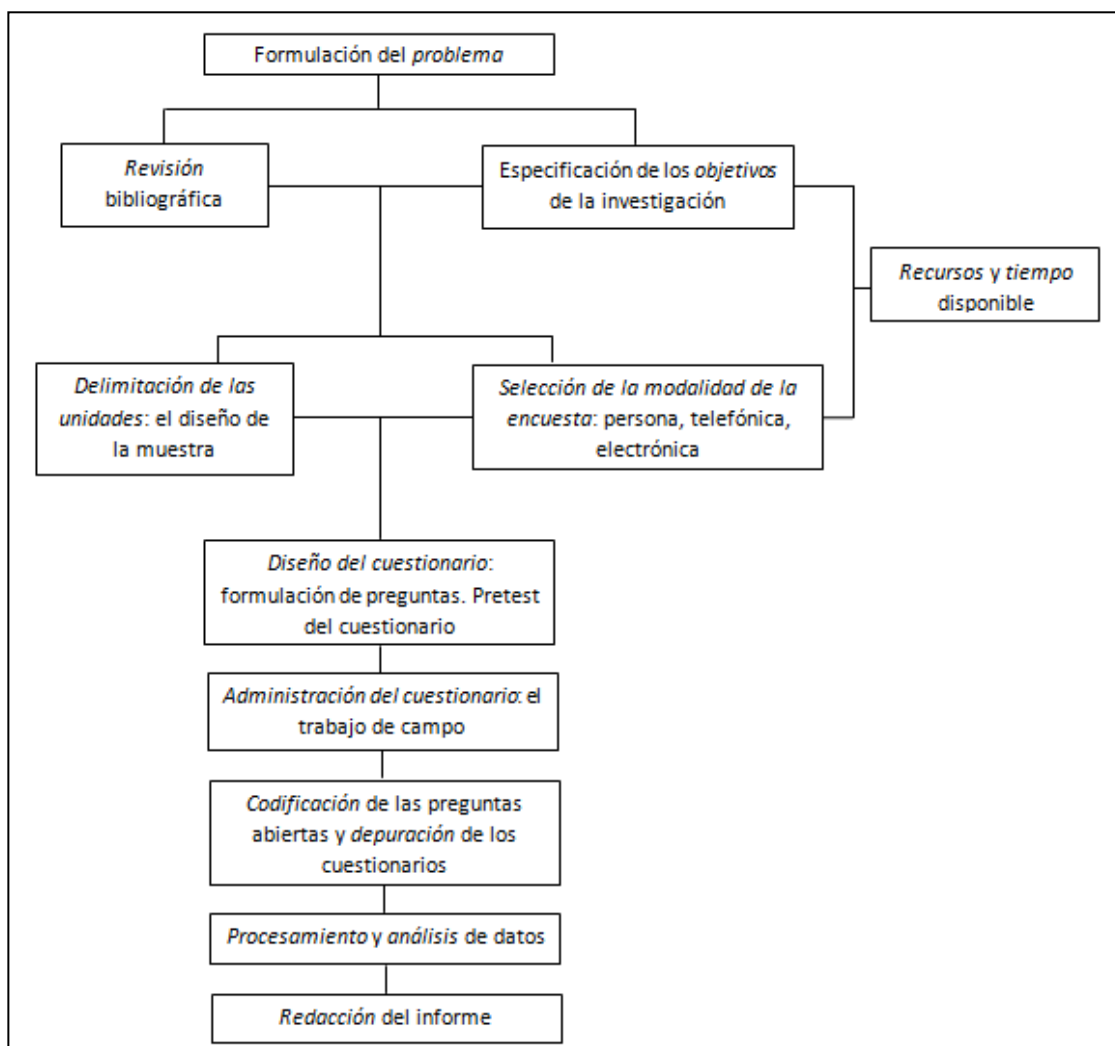 Formulación del problema
Revisión
bibliográfica
Especificación de los objetivos
de la investigación
Recursos y tiempo
disponible
Delimitación de las
unidades: el diseño de
la muestra
Selección de la modalidad de la
encuesta: persona, telefónica,
electrónica
Diseño del cuestionario:
formulación de preguntas. Pretest
del cuestionario
Administración del cuestionario: el
trabajo de campo
Codificación de las preguntas
abiertas y depuración de los
cuestionarios
Procesamiento y análisis de datos
Redacción del informe